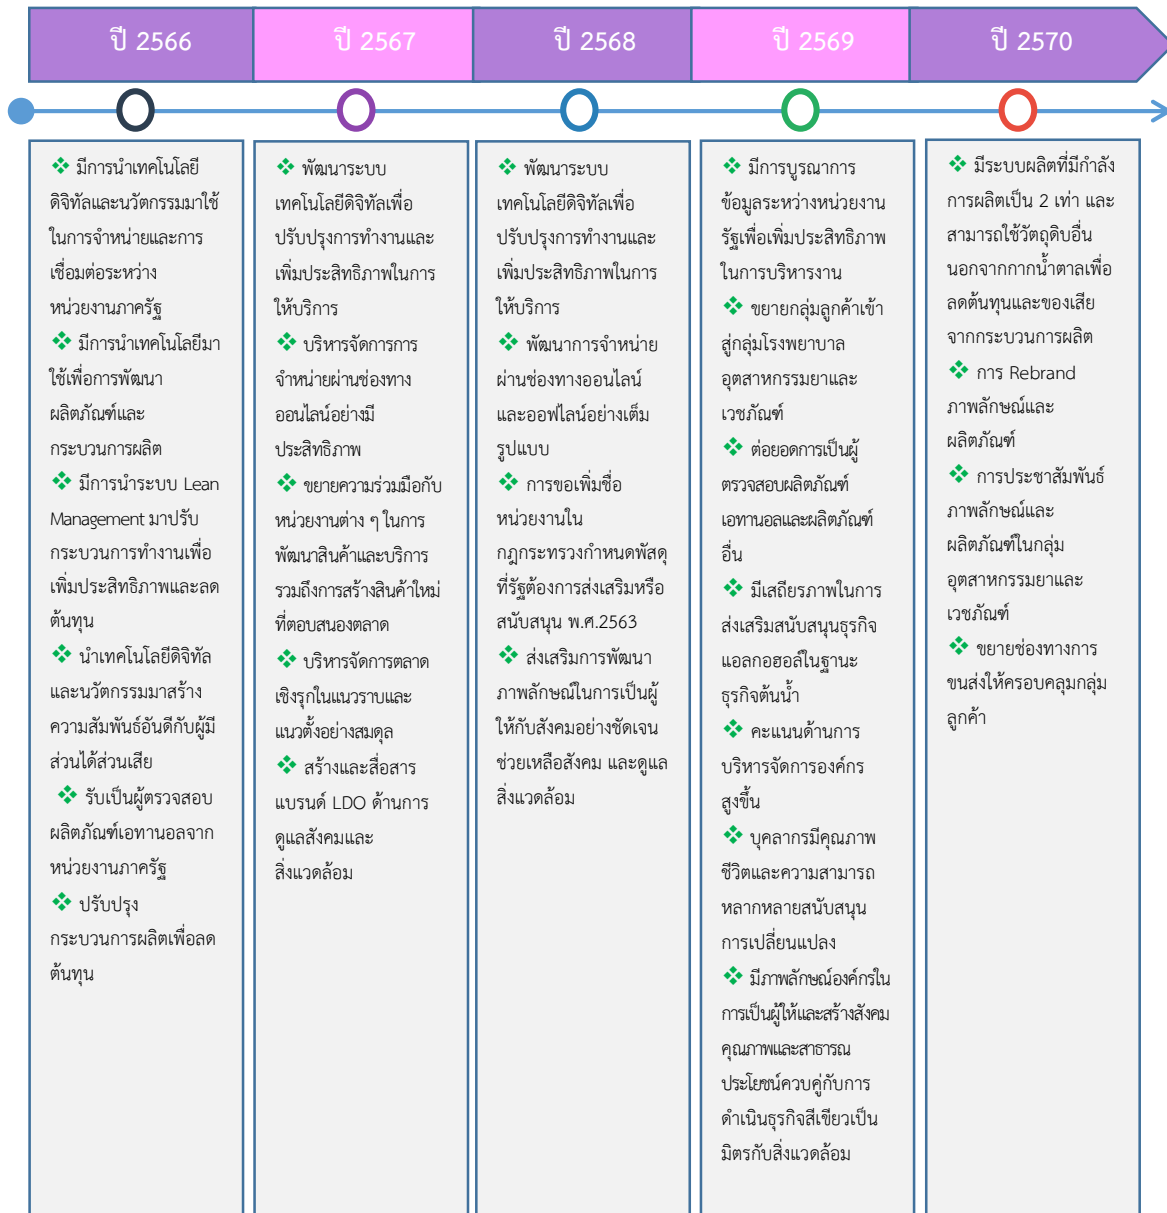 ปี 2566
ปี 2567
ปี 2568
ปี 2569
ปี 2570
มีการนำเทคโนโลยี
ดิจิทัลและนวัตกรรมมาใช้
ในการจำหน่ายและการ
เชื่อมต่อระหว่าง
หน่วยงานภาครัฐ
มีการนำเทคโนโลยีมา
ใช้เพื่อการพัฒนา
ผลิตภัณฑ์และ
กระบวนการผลิต
มีการนำระบบ Lean
Management มาปรับ
กระบวนการทำงานเพื่อ
เพิ่มประสิทธิภาพและลด
ต้นทุน
นำเทคโนโลยีดิจิทัล
และนวัตกรรมมาสร้าง
ความสัมพันธ์อันดีกับผู้มี
ส่วนได้ส่วนเสีย
รับเป็นผู้ตรวจสอบ
ผลิตภัณฑ์เอทานอลจาก
หน่วยงานภาครัฐ
ปรับปรุง
กระบวนการผลิตเพื่อลด
ต้นทุน
พัฒนาระบบ
เทคโนโลยีดิจิทัลเพื่อ
ปรับปรุงการทำงานและ
เพิ่มประสิทธิภาพในการ
ให้บริการ
บริหารจัดการการ
จำหน่ายผ่านช่องทาง
ออนไลน์อย่างมี
ประสิทธิภาพ
ขยายความร่วมมือกับ
หน่วยงานต่าง ๆ ในการ
พัฒนาสินค้าและบริการ
รวมถึงการสร้างสินค้าใหม่
ที่ตอบสนองตลาด
บริหารจัดการตลาด
เชิงรุกในแนวราบและ
แนวตั้งอย่างสมดุล
สร้างและสื่อสาร
แบรนด์ LDO ด้านการ
ดูแลสังคมและ
สิ่งแวดล้อม
พัฒนาระบบ
เทคโนโลยีดิจิทัลเพื่อ
ปรับปรุงการทำงานและ
เพิ่มประสิทธิภาพในการ
ให้บริการ
พัฒนาการจำหน่าย
ผ่านช่องทางออนไลน์
และออฟไลน์อย่างเต็ม
รูปแบบ
การขอเพิ่มชื่อ
หน่วยงานใน
กฎกระทรวงกำหนดพัสดุ
ที่รัฐต้องการส่งเสริมหรือ
สนับสนุน พ.ศ.2563
ส่งเสริมการพัฒนา
ภาพลักษณ์ในการเป็นผู้
ให้กับสังคมอย่างชัดเจน
ช่วยเหลือสังคม และดูแล
สิ่งแวดล้อม
มีการบูรณาการ
ข้อมูลระหว่างหน่วยงาน
รัฐเพื่อเพิ่มประสิทธิภาพ
ในการบริหารงาน
ขยายกลุ่มลูกค้าเข้า
สู่กลุ่มโรงพยาบาล
อุตสาหกรรมยาและ
เวชภัณฑ์
ต่อยอดการเป็นผู้
ตรวจสอบผลิตภัณฑ์
เอทานอลและผลิตภัณฑ์
อื่น
มีเสถียรภาพในการ
ส่งเสริมสนับสนุนธุรกิจ
แอลกอฮอล์ในฐานะ
ธุรกิจต้นน้ำ
คะแนนด้านการ
บริหารจัดการองค์กร
สูงขึ้น
บุคลากรมีคุณภาพ
ชีวิตและความสามารถ
หลากหลายสนับสนุน
การเปลี่ยนแปลง
มีภาพลักษณ์องค์กรใน
การเป็นผู้ให้และสร้างสังคม
คุณภาพและสาธารณ
ประโยชน์ควบคู่กับการ
ดำเนินธุรกิจสีเขียวเป็น
มิตรกับสิ่งแวดล้อม
มีระบบผลิตที่มีกำลัง
การผลิตเป็น 2 เท่า และ
สามารถใช้วัตถุดิบอื่น
นอกจากกากน้ำตาลเพื่อ
ลดต้นทุนและของเสีย
จากกระบวนการผลิต
การ Rebrand
ภาพลักษณ์และ
ผลิตภัณฑ์
การประชาสัมพันธ์
ภาพลักษณ์และ
ผลิตภัณฑ์ในกลุ่ม
อุตสาหกรรมยาและ
เวชภัณฑ์
ขยายช่องทางการ
ขนส่งให้ครอบคลุมกลุ่ม
ลูกค้า